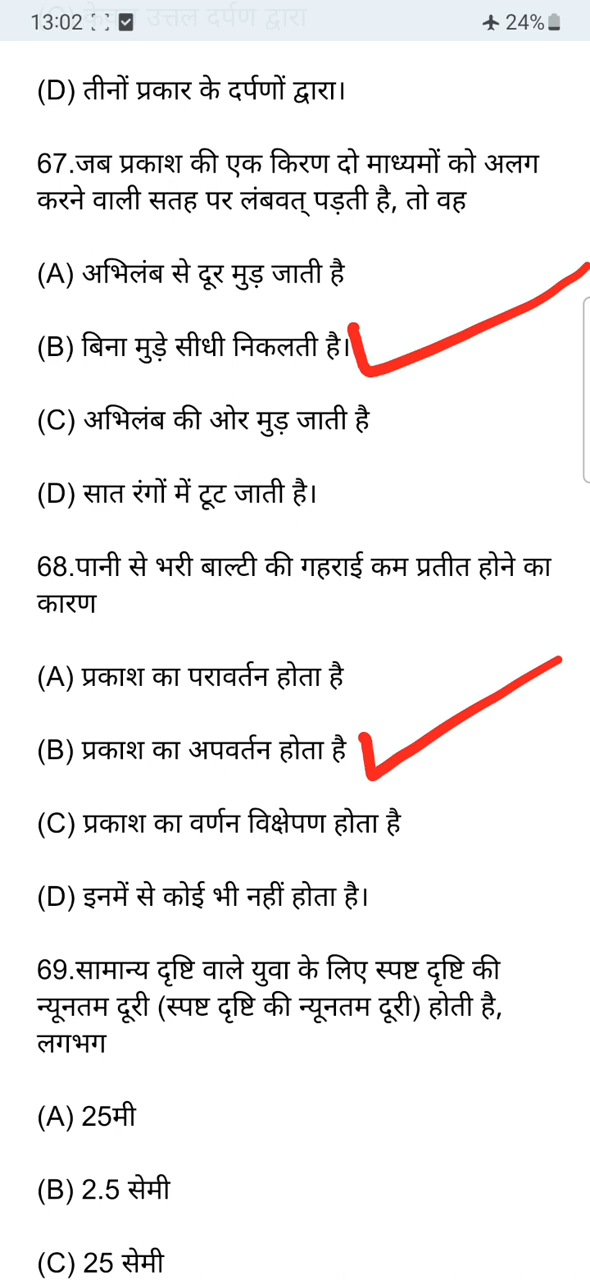 13:02
24%
(D) तीनों प्रकार के दर्पणों द्वारा।
67.जब प्रकाश की एक किरण दो माध्यमों को अलग
करने वाली सतह पर लंबवत् पड़ती है, तो वह
(A) अभिलंब से दूर मुड़ जाती है
(B) बिना मुड़े सीधी निकलती है।
(C) अभिलंब की ओर मुड़ जाती है
(D) सात रंगों में टूट जाती है।
68.पानी से भरी बाल्टी की गहराई कम प्रतीत होने का
कारण
(A) प्रकाश का परावर्तन होता है
(B) प्रकाश का अपवर्तन होता है
(C) प्रकाश का वर्णन विक्षेपण होता है
(D) इनमें से कोई भी नहीं होता है।
69.सामान्य दृष्टि वाले युवा के लिए स्पष्ट दृष्टि की
न्यूनतम दूरी (स्पष्ट दृष्टि की न्यूनतम दूरी) होती है,
लगभग
(A) 25मी
(B) 2.5 सेमी
(C) 25 सेमी